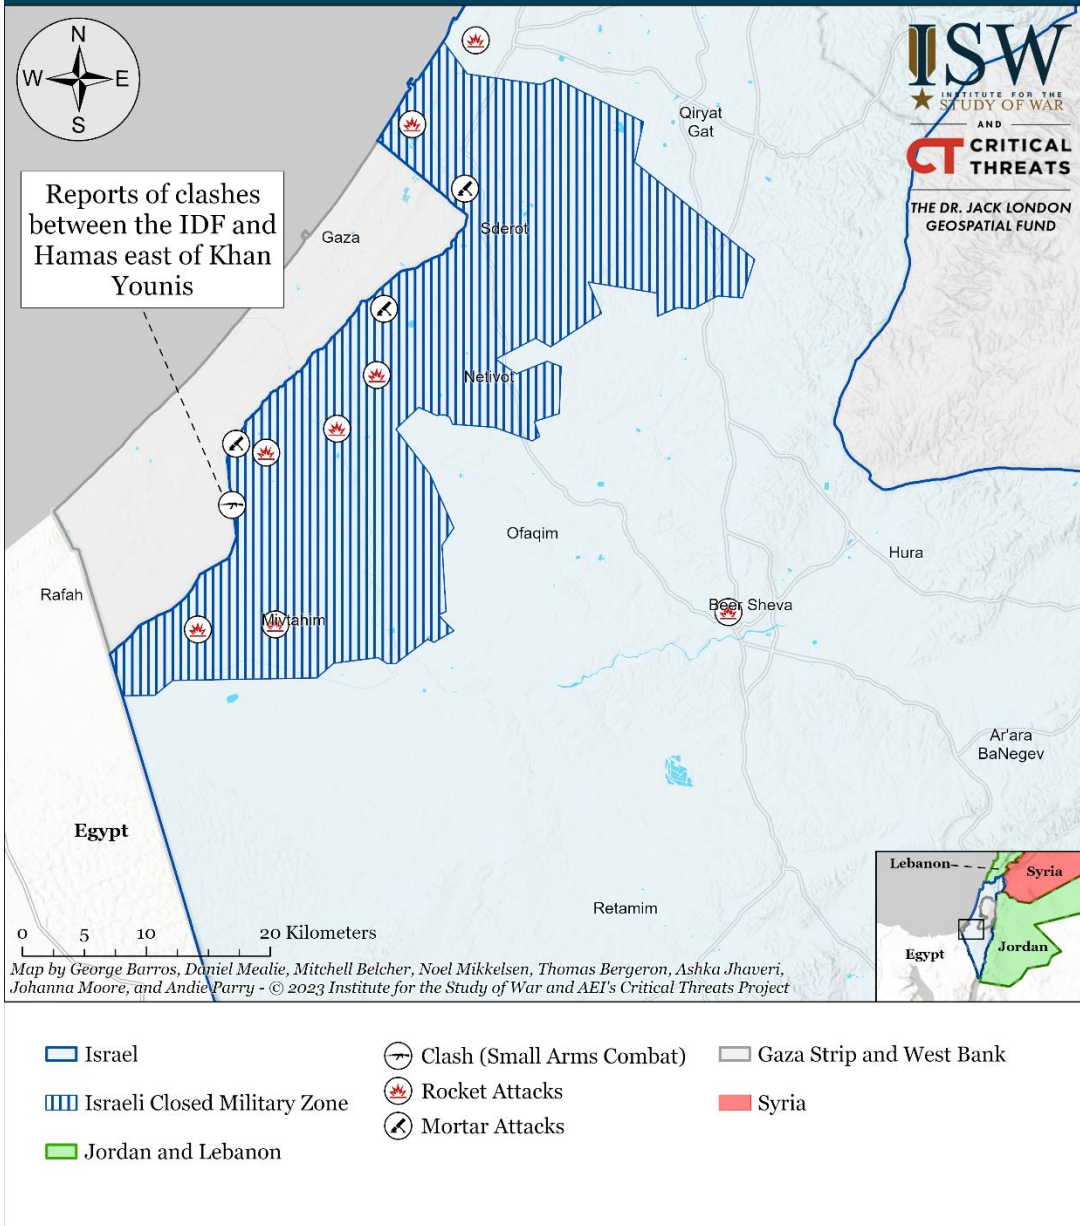 N
W
E
S
ISW
INSTITUTE FOR THE
STUDY OF WAR
AND
CT CRITICAL
THREATS
THE DR. JACK LONDON
GEOSPATIAL FUND
Qiryat
Gat
Reports of clashes
between the IDF and
Hamas east of Khan
Younis
Gaza
Sderot
Netivot
Ofaqim
Hura
Rafah
Mivtahim
Beer Sheva
Ar'ara
BaNegev
Egypt
Retamim
Lebanon
Syria
Jordan
Egypt
0 5 10 20 Kilometers
Map by George Barros, Daniel Mealie, Mitchell Belcher, Noel Mikkelsen, Thomas Bergeron, Ashka Jhaveri,
Johanna Moore, and Andie Parry - © 2023 Institute for the Study of War and AEI's Critical Threats Project
Israel
Israeli Closed Military Zone
Jordan and Lebanon
Clash (Small Arms Combat)
Rocket Attacks
Mortar Attacks
Gaza Strip and West Bank
Syria